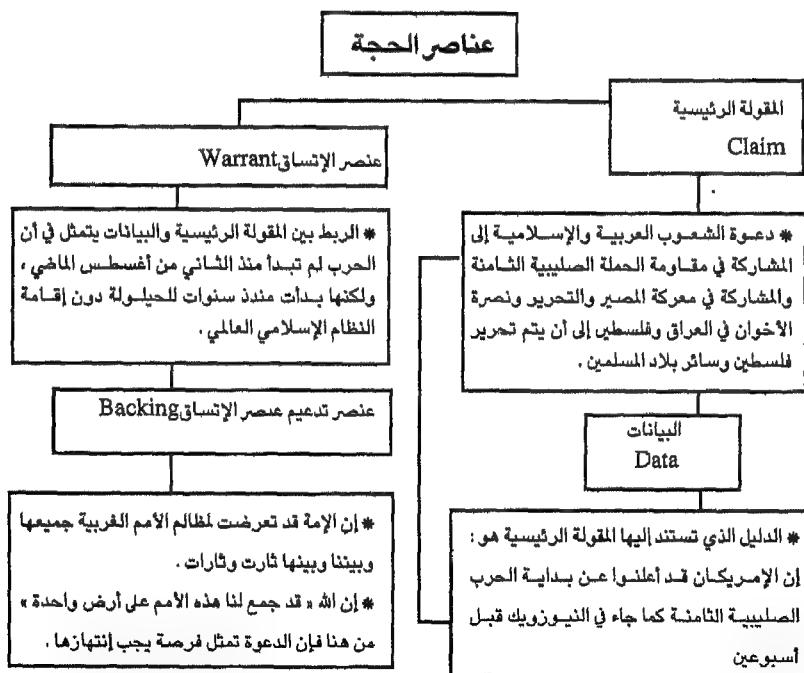 عناصر الحجة
المقولة الرئيسية
Claim
* دعوة الشعوب العربية والإسلامية إلى
المشاركة في مقاومة الحملة الصليبية الثامنة
والمشاركة في معركة المصير والتحرير ونصرة
الأخوان في العراق وفلسطين إلى أن يتم تحرير
فلسطين وسائر بلاد المسلمين .
البيانات
Data
* الدليل الذي تستند إليها المقولة الرئيسية هو :
إن الإمريكان قد أعلنوا عن بداية الحرب
الصليبية الثامنة كما جاء في النيوزويك قبل
أسبوعين
عنصر الإتساق Warrant
* الربط بين المقولة الرئيسية والبيانات يتمثل في أن
الحرب لم تبدأ منذ الثاني من أغسطس الماضي ،
ولكنها بدأت مندذ سنوات للحيلولة دون إقامة
النظام الإسلامي العالمي .
عنصر تدعيم عنصر الإتساق Backing
* إن الإمة قد تعرضت لمظالم الأمم الغربية جميعها
وبيننا وبينها ثارت وثارات .
* إن الله « قد جمع لنا هذه الأمم على أرض واحدة »
من هنا فإن الدعوة تمثل فرصة يجب إنتهازها .